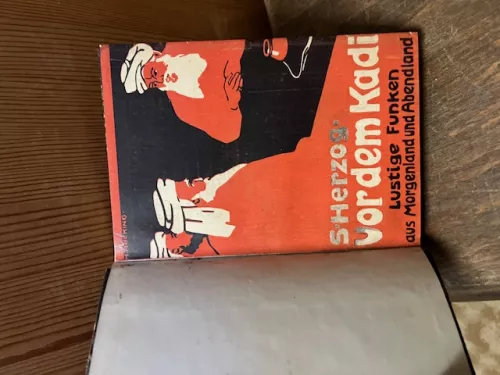 S. Herzog.
Vor dem Kadi
Lustige Funken
aus Morgenland und Abendland